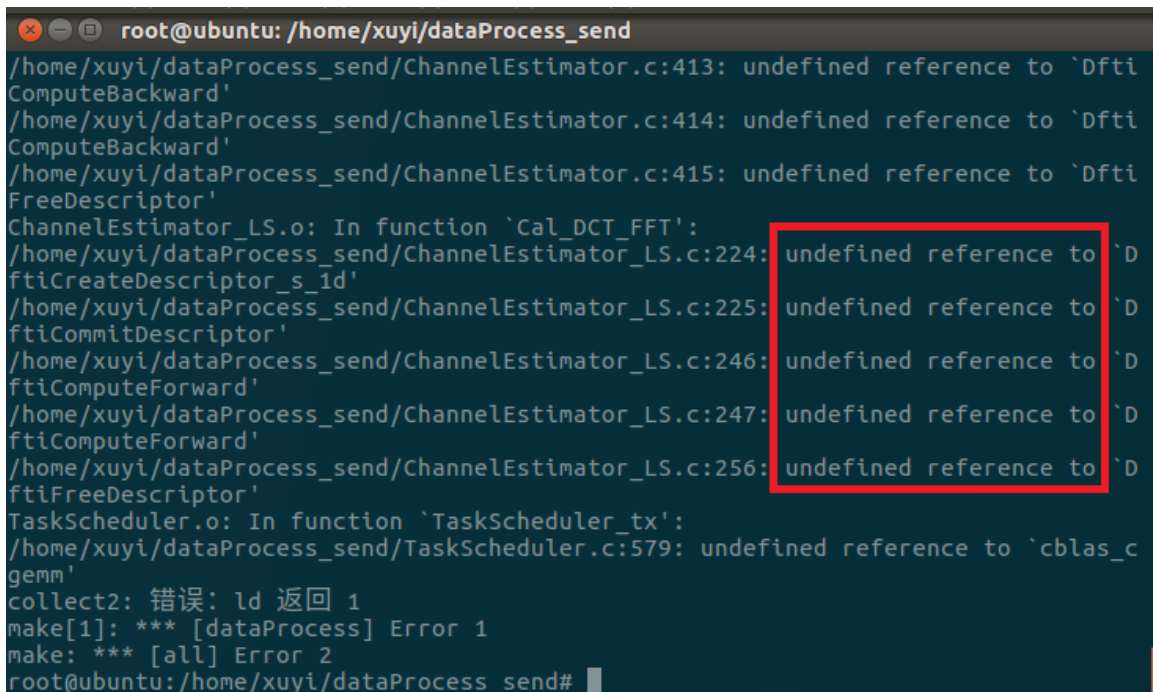 root@ubuntu: /home/xuyi/dataProcess_send
/home/xuyi/dataProcess_send/ChannelEstimator.c:413: undefined reference to `Dfti
ComputeBackward'
/home/xuyi/dataProcess_send/ChannelEstimator.c:414: undefined reference to `Dfti
ComputeBackward'
/home/xuyi/dataProcess_send/ChannelEstimator.c:415: undefined reference to `Dfti
FreeDescriptor'
ChannelEstimator_LS.o: In function `Cal_DCT_FFT':
/home/xuyi/dataProcess_send/ChannelEstimator_LS.c:224: undefined reference to `D
ftiCreateDescriptor_s_1d'
/home/xuyi/dataProcess_send/ChannelEstimator_LS.c:225: undefined reference to `D
ftiCommitDescriptor'
/home/xuyi/dataProcess_send/ChannelEstimator_LS.c:246: undefined reference to `D
ftiComputeForward'
/home/xuyi/dataProcess_send/ChannelEstimator_LS.c:247: undefined reference to `D
ftiComputeForward'
/home/xuyi/dataProcess_send/ChannelEstimator_LS.c:256: undefined reference to `D
ftiFreeDescriptor'
TaskScheduler.o: In function `TaskScheduler_tx':
/home/xuyi/dataProcess_send/TaskScheduler.c:579: undefined reference to `cblas_c
gemm'
collect2: 错误：ld 返回 1
make[1]: *** [dataProcess] Error 1
make: *** [all] Error 2
root@ubuntu:/home/xuyi/dataProcess_send#